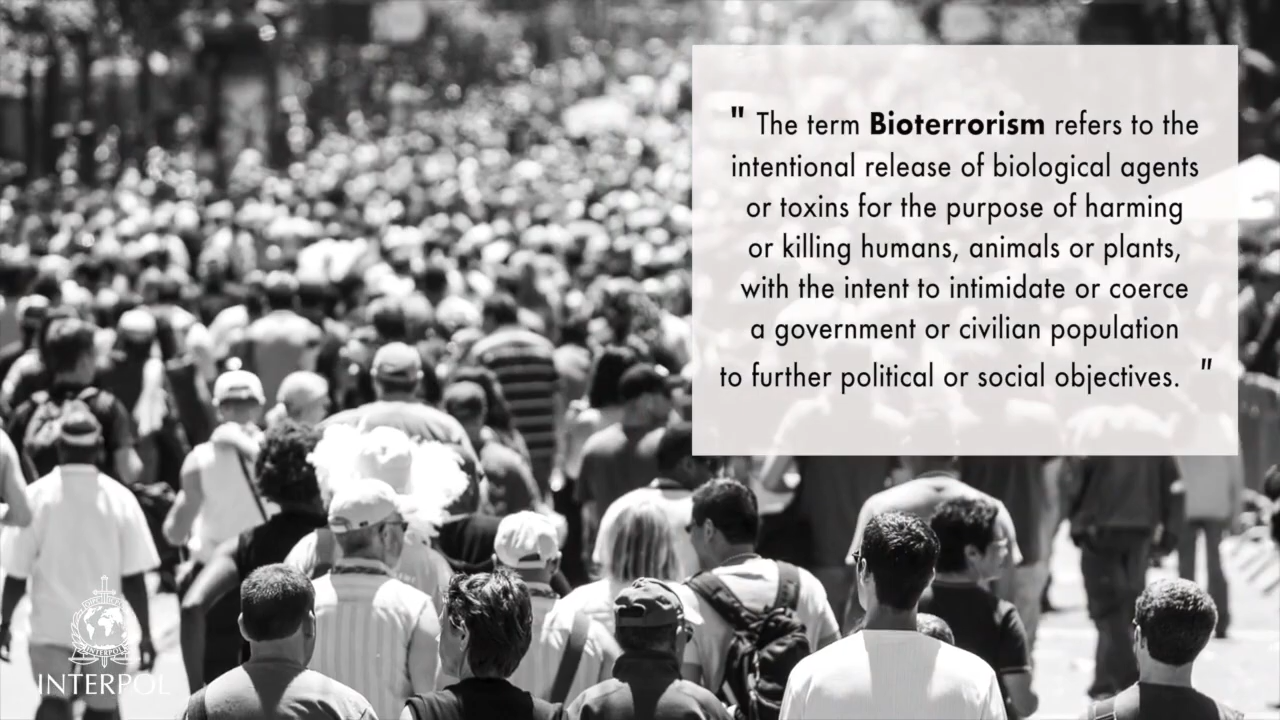 " The term Bioterrorism refers to the
intentional release of biological agents
or toxins for the purpose of harming
or killing humans, animals or plants,
with the intent to intimidate or coerce
a government or civilian population
to further political or social objectives. "
INTERPOL
INTERPOL